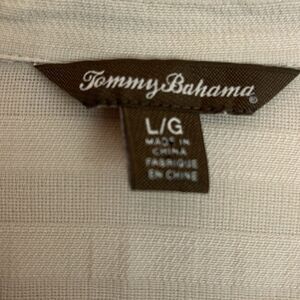 Tommy Bahama®
L/G
MADE IN
CHINA
FABRIQUE
EN CHINE